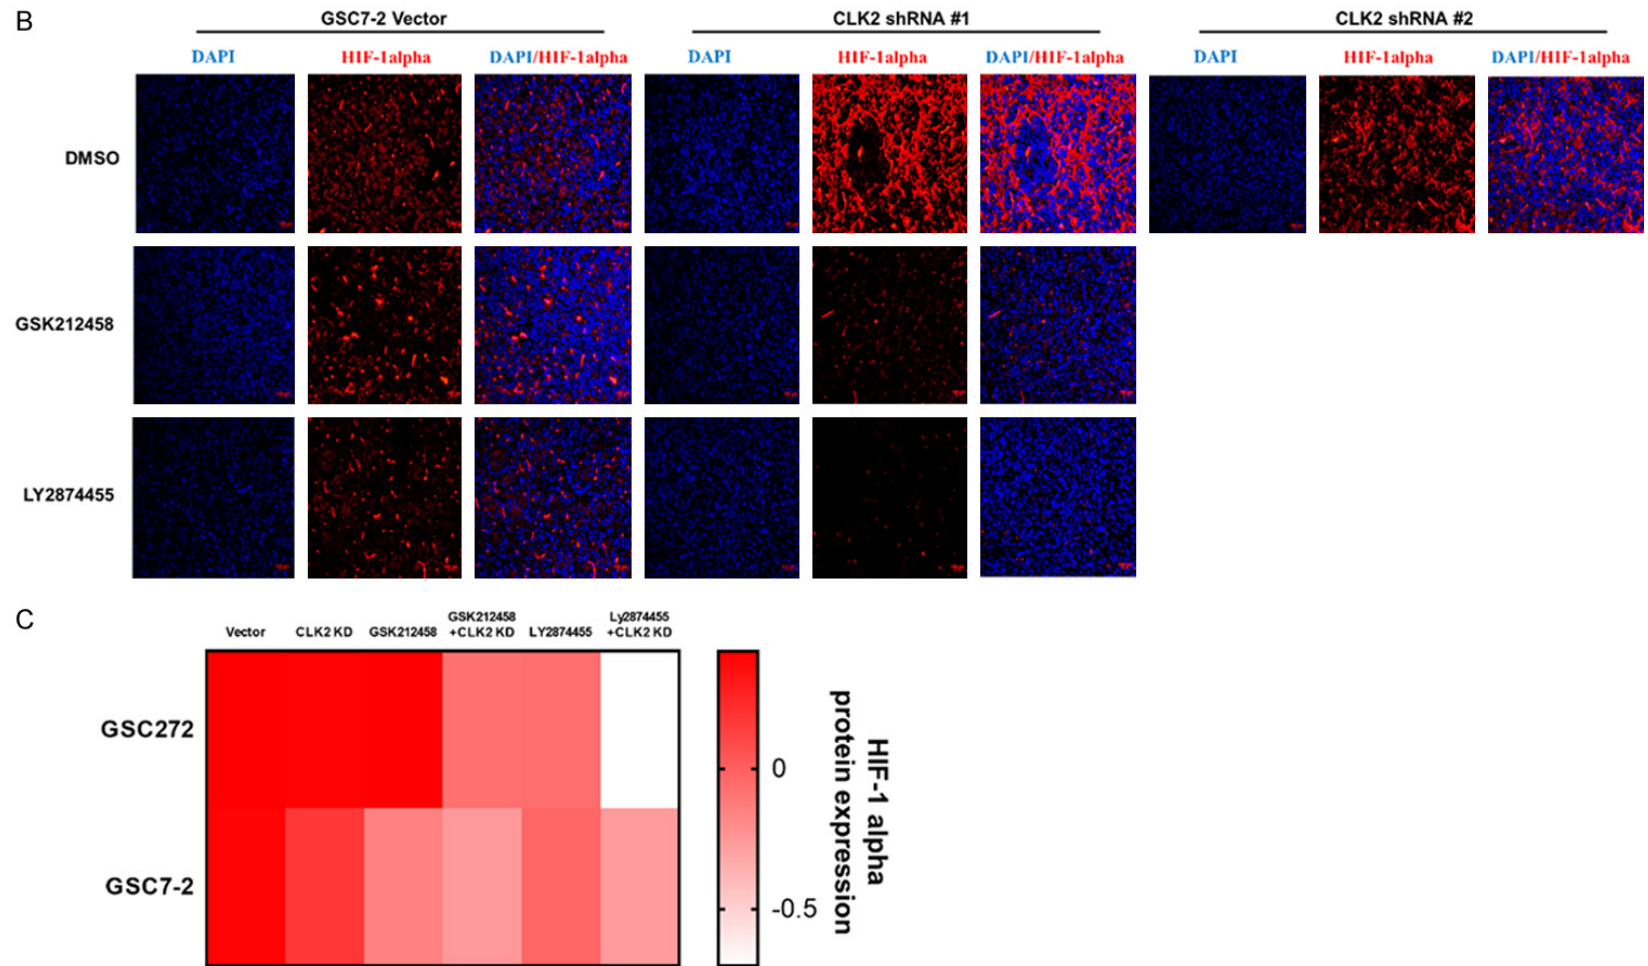 B
GSC7-2 Vector
CLK2 shRNA #1
CLK2 shRNA #2
DAPI
HIF-1alpha
DAPI/HIF-1alpha
DAPI
HIF-1alpha
DAPI/HIF-1alpha
DAPI
HIF-1alpha
DAPI/HIF-1alpha
DMSO
GSK212458
LY2874455
C
Vector
CLK2 KD
GSK212458
GSK212458
+CLK2 KD
LY2874455
Ly2874455
+CLK2 KD
GSC272
GSC7-2
0
-0.5
HIF-1 alpha
protein expression